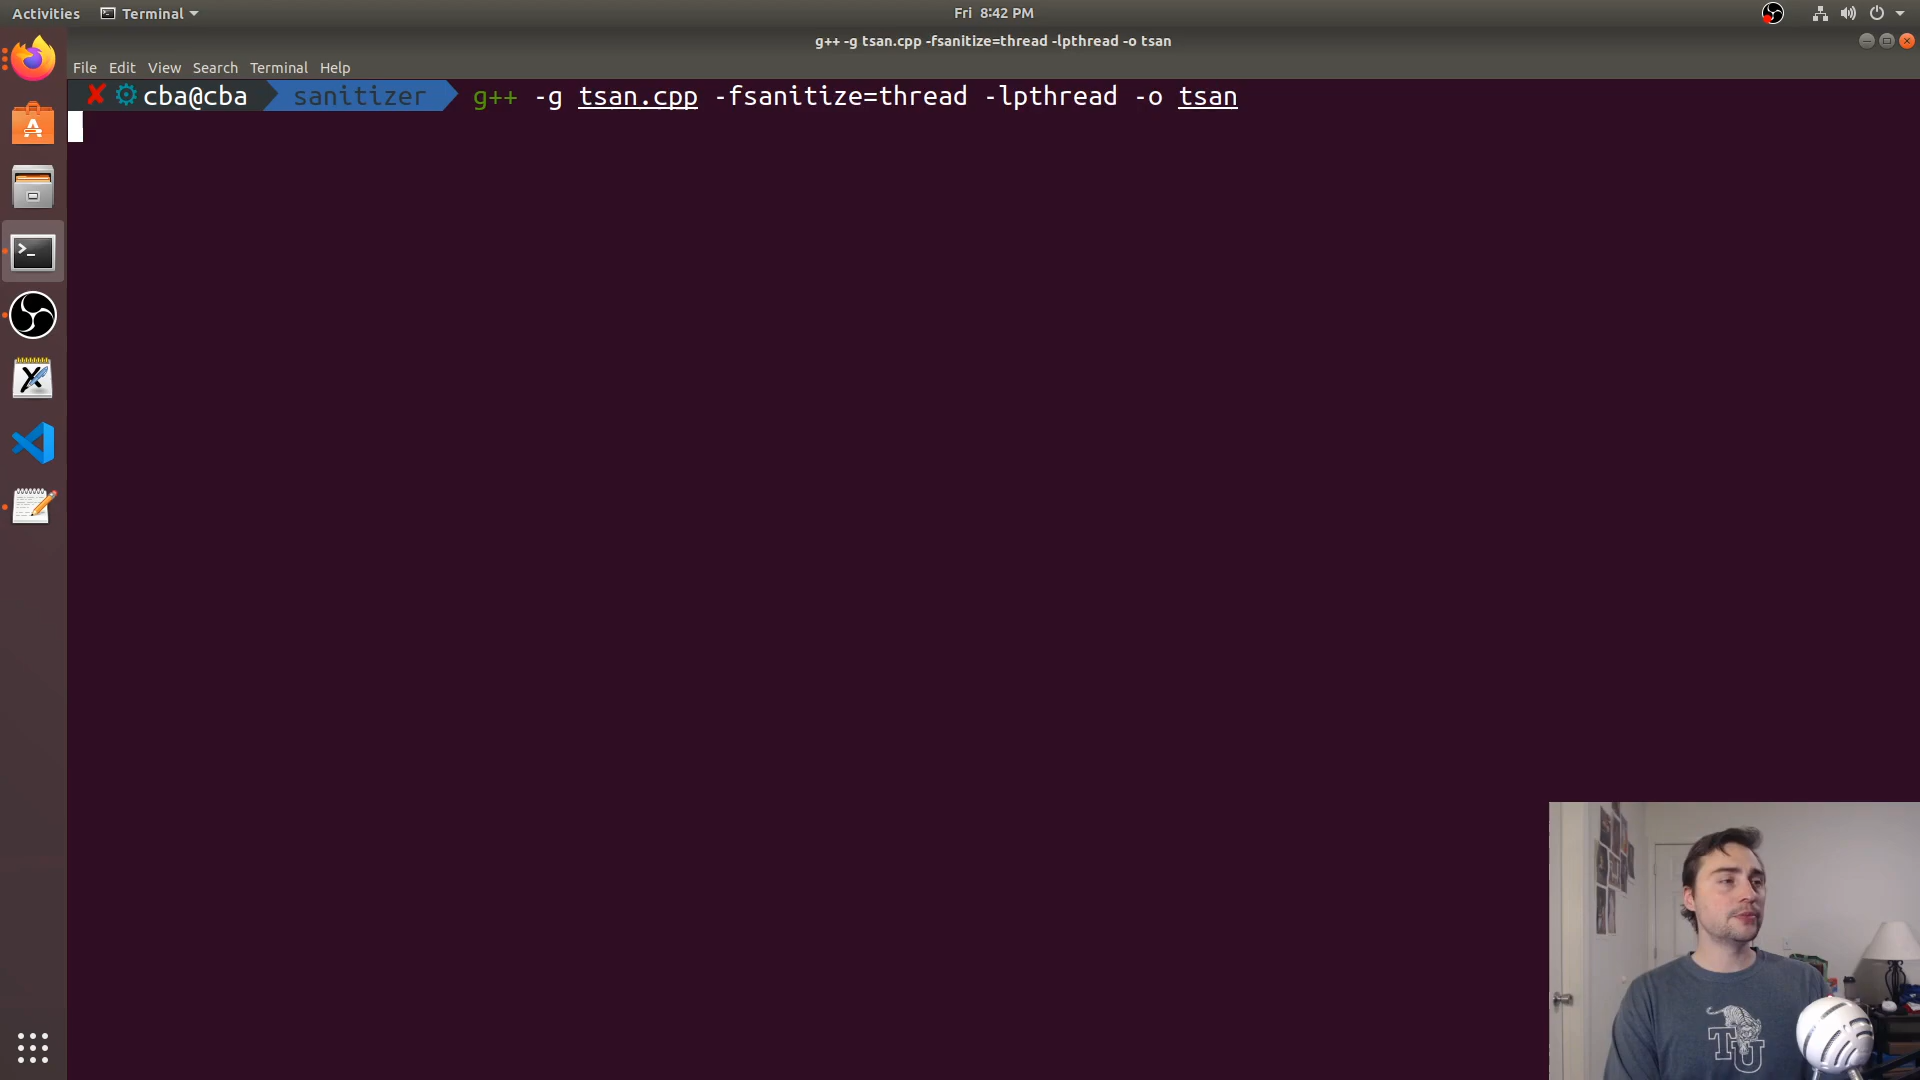 Activities Terminal Fri 8:42 PM
g++ -g tsan.cpp -fsanitize=thread -lpthread -o tsan
File Edit View Search Terminal Help
✘ ⚙ cba@cba sanitizer g++ -g tsan.cpp -fsanitize=thread -lpthread -o tsan
TU